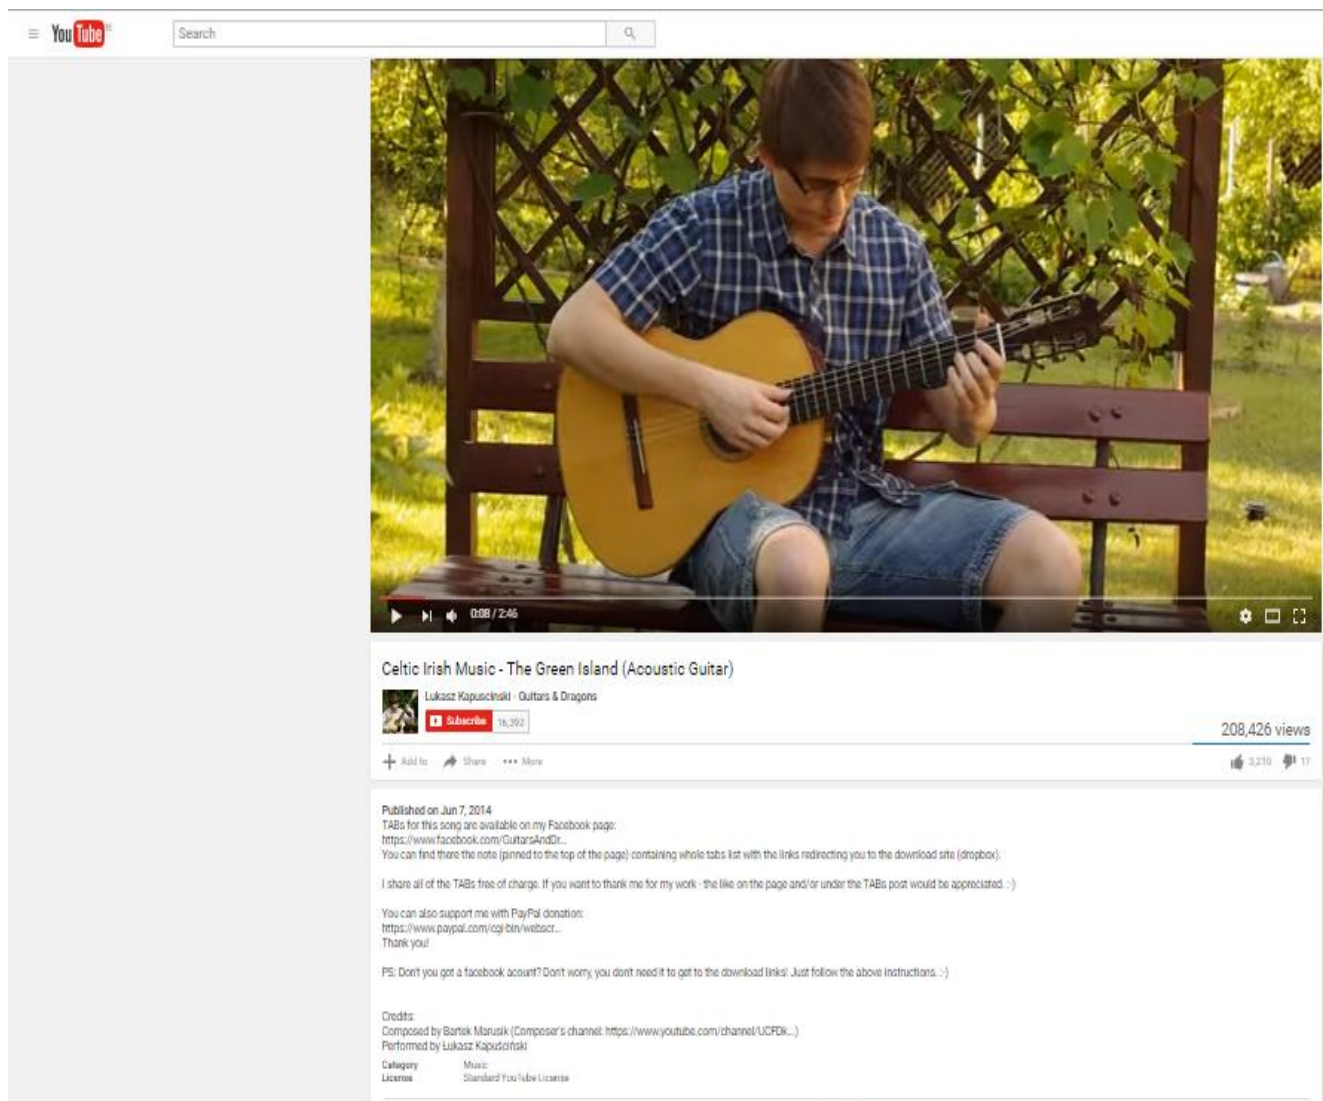 YouTube IE
Search
0:08 / 2:46
Celtic Irish Music - The Green Island (Acoustic Guitar)
Lukasz Kapuscinski - Guitars & Dragons
Subscribe 16,392
208,426 views
Add to Share More
3,210 17
Published on Jun 7, 2014
TABs for this song are available on my Facebook page:
https://www.facebook.com/GuitarsAndDr...
You can find there the note (pinned to the top of the page) containing whole tabs list with the links redirecting you to the download site (dropbox).
I share all of the TABs free of charge. If you want to thank me for my work - the like on the page and/or under the TABs post would be appreciated. :-)
You can also support me with PayPal donation:
https://www.paypal.com/cgi-bin/webscr...
Thank you!
PS: Don't you got a facebook acount? Don't worry, you dont need it to get to the download links! Just follow the above instructions. :-)
Credits:
Composed by Bartek Marusik (Composer's channel: https://www.youtube.com/channel/UCFDk...)
Performed by Łukasz Kapuściński
Category Music
License Standard YouTube License